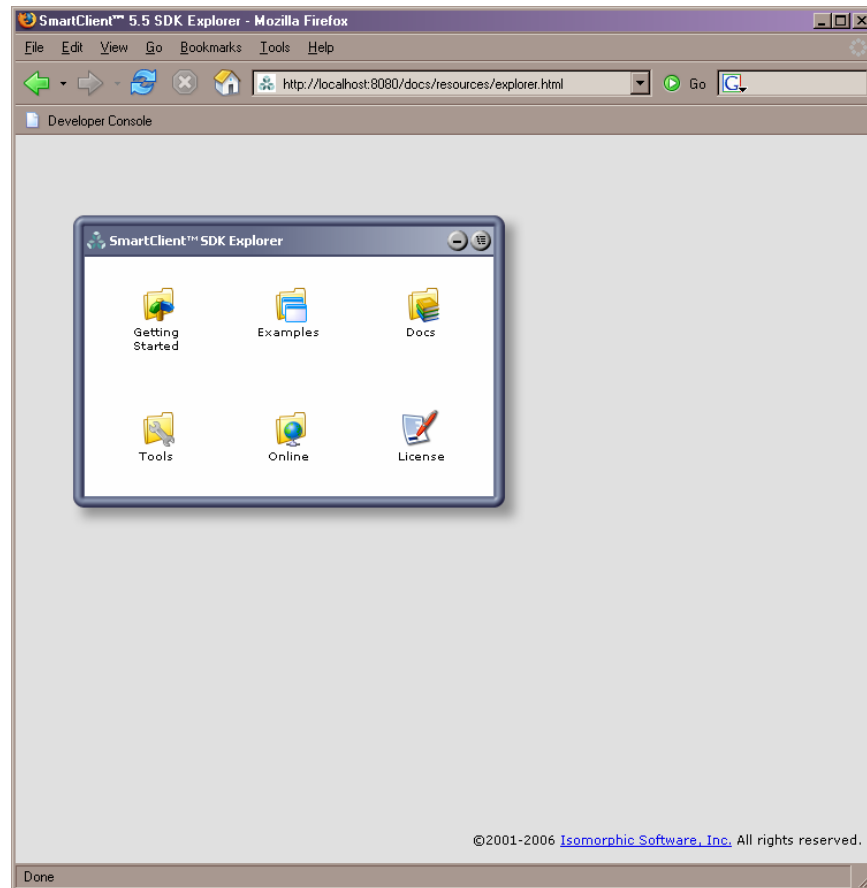 SmartClient™ 5.5 SDK Explorer - Mozilla Firefox
File Edit View Go Bookmarks Tools Help
http://localhost:8080/docs/resources/explorer.html Go G
Developer Console
SmartClient™ SDK Explorer
Getting Started
Examples
Docs
Tools
Online
License
©2001-2006 Isomorphic Software, Inc. All rights reserved.
Done